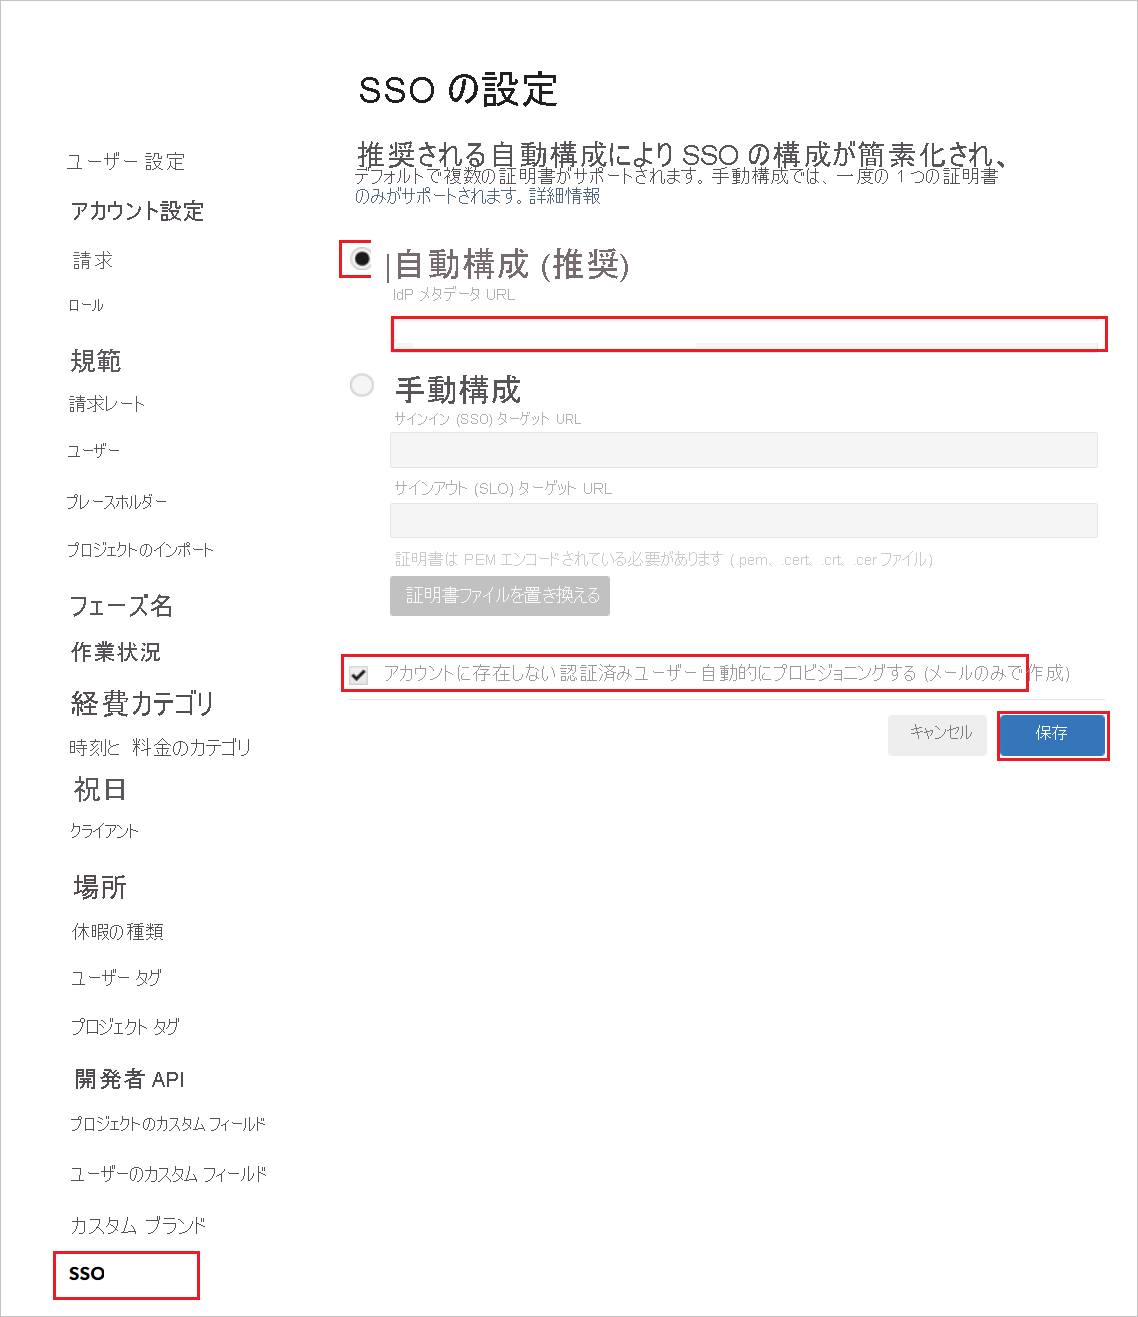 SSO の設定
推奨される自動構成により SSO の構成が簡素化され、
デフォルトで複数の証明書がサポートされます。手動構成では、一度の 1 つの証明書
のみがサポートされます。詳細情報
自動構成 (推奨)
IdP メタデータ URL
手動構成
サインイン (SSO) ターゲット URL
サインアウト (SLO) ターゲット URL
証明書は PEM エンコードされている必要があります (.pem、.cert、.crt、.cer ファイル)
証明書ファイルを置き換える
アカウントに存在しない認証済みユーザー自動的にプロビジョニングする (メールのみで作成)
キャンセル
保存
ユーザー設定
アカウント設定
請求
ロール
規範
請求レート
ユーザー
プレースホルダー
プロジェクトのインポート
フェーズ名
作業状況
経費カテゴリ
時刻と 料金のカテゴリ
祝日
クライアント
場所
休暇の種類
ユーザー タグ
プロジェクト タグ
開発者 API
プロジェクトのカスタム フィールド
ユーザーのカスタム フィールド
カスタム ブランド
SSO